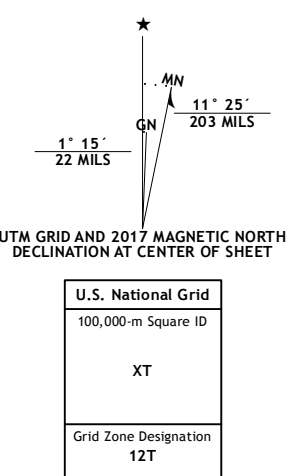 ★
MN
11° 25´
203 MILS
GN
1° 15´
22 MILS
UTM GRID AND 2017 MAGNETIC NORTH
DECLINATION AT CENTER OF SHEET
U.S. National Grid
100,000-m Square ID
XT
Grid Zone Designation
12T